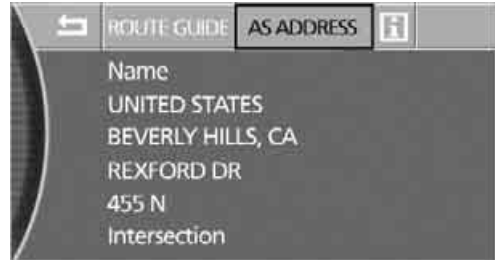 ROUTE GUIDE AS ADDRESS i
Name
UNITED STATES
BEVERLY HILLS, CA
REXFORD DR
455 N
Intersection